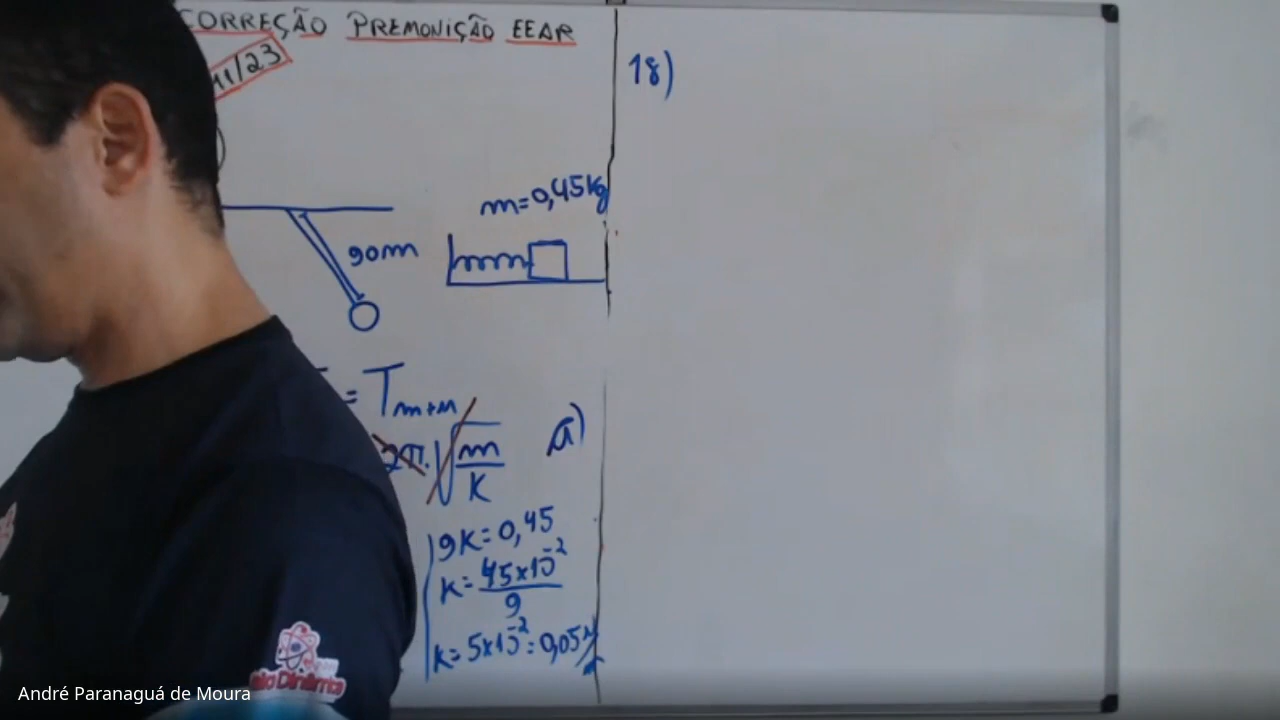 CORREÇÃO PREMONIÇÃO EEAR
11/23
90m
m=0,45kg
= Tm+m
2π.√m/K
a)
9K=0,45
K=45x10⁻²/9
K=5x10⁻²=0,05
18)
André Paranaguá de Moura